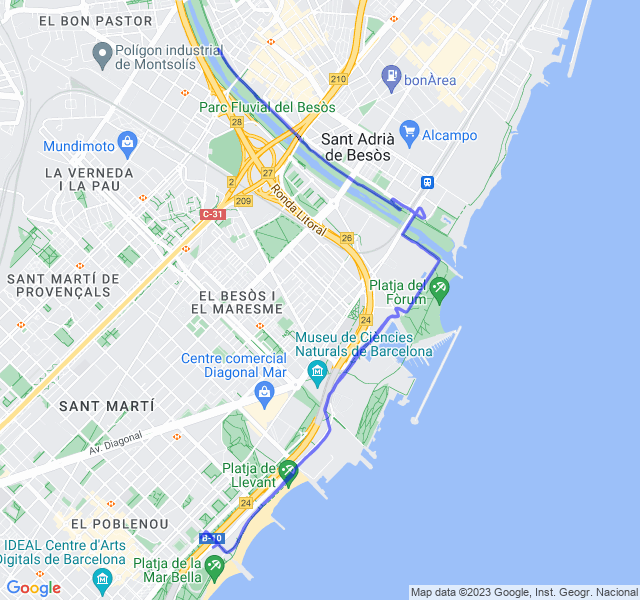 EL BON PASTOR
Polígon industrial
de Montsolís
210
bonÀrea
Parc Fluvial del Besòs
28
Sant Adrià
de Besòs
Alcampo
Mundimoto
LA VERNEDA
I LA PAU
27
2
209
C-31
Ronda Litoral
26
SANT MARTÍ DE
PROVENÇALS
EL BESÒS I
EL MARESME
Platja del
Fòrum
24
Museu de Ciències
Naturals de Barcelona
Centre comercial
Diagonal Mar
SANT MARTÍ
Av. Diagonal
Platja de
Llevant
24
EL POBLENOU
B-10
IDEAL Centre d'Arts
Digitals de Barcelona
Platja de la
Mar Bella
Google
Map data ©2023 Google, Inst. Geogr. Nacional